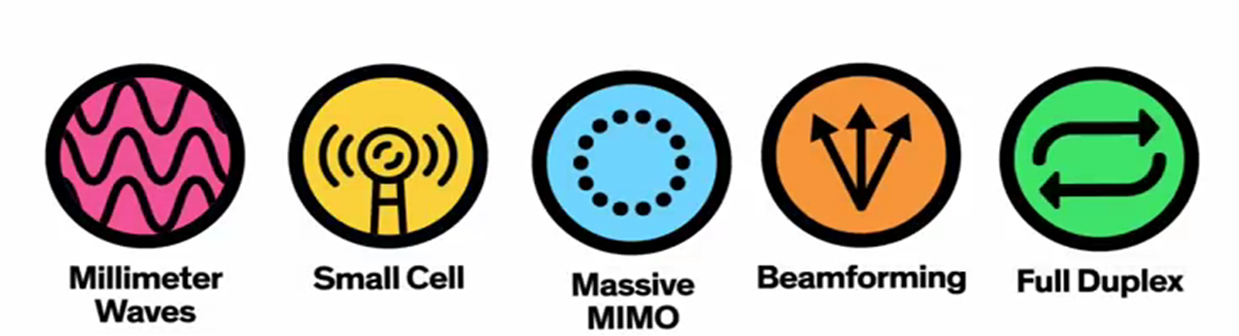 Millimeter
Waves
Small Cell
Massive
MIMO
Beamforming
Full Duplex